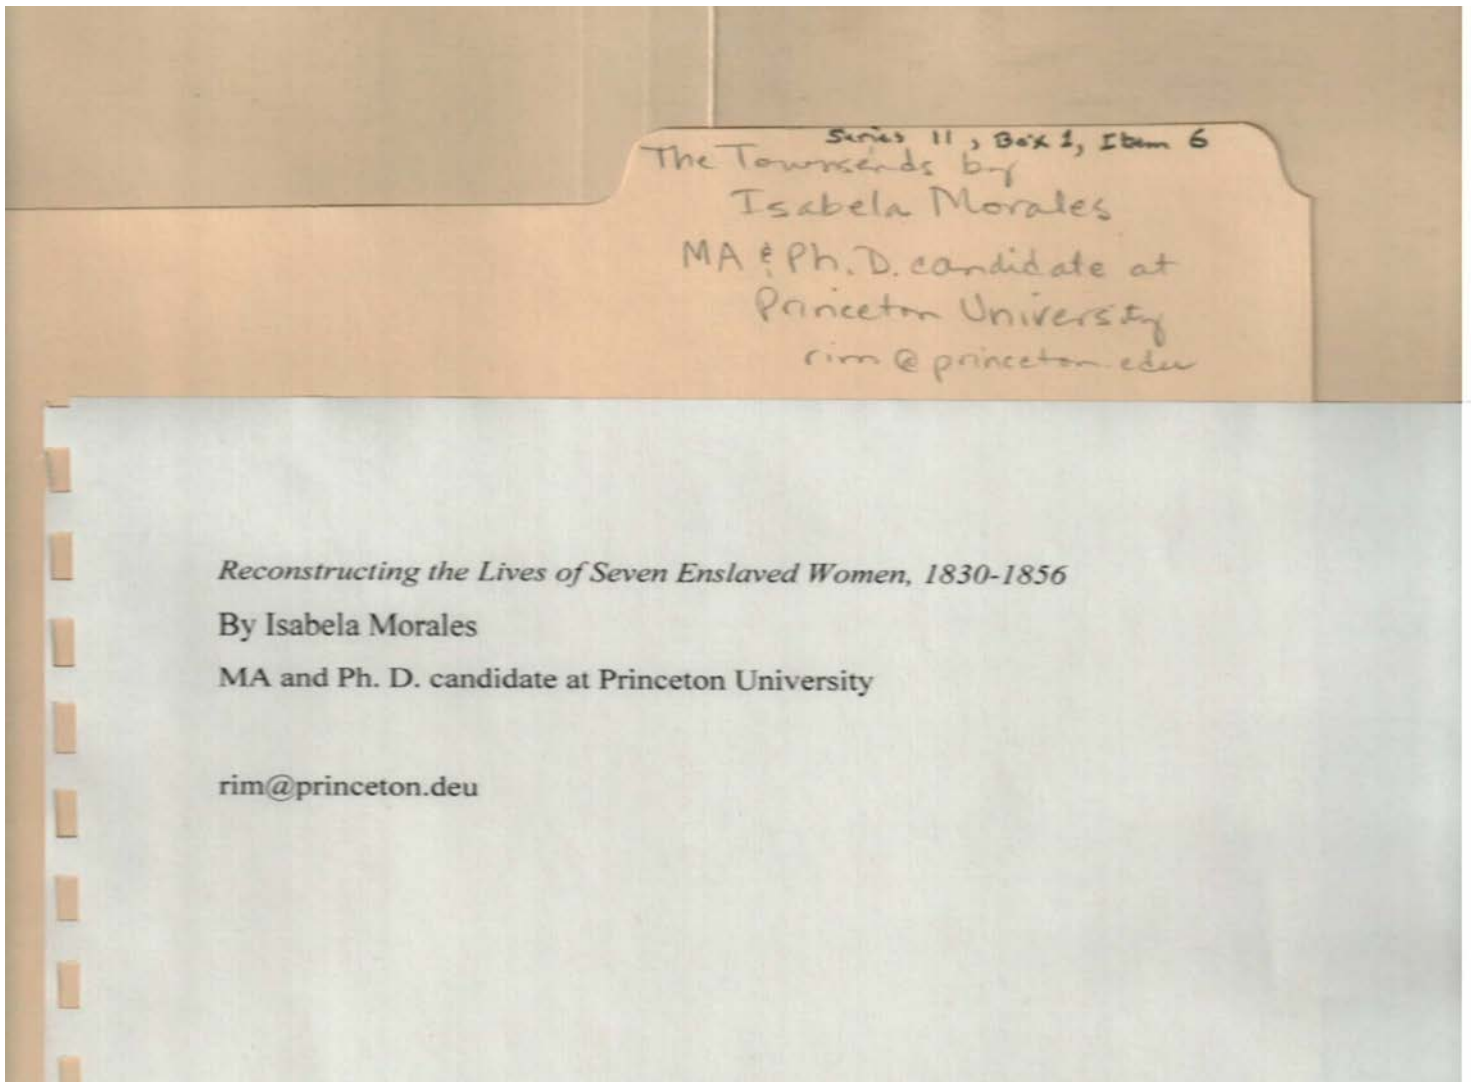 Series 11, Box 1, Item 6
The Townsends by
Isabela Morales
MA & Ph. D. candidate at
Princeton University
rim @ princeton.edu
Reconstructing the Lives of Seven Enslaved Women, 1830-1856
By Isabela Morales
MA and Ph. D. candidate at Princeton University
rim@princeton.deu